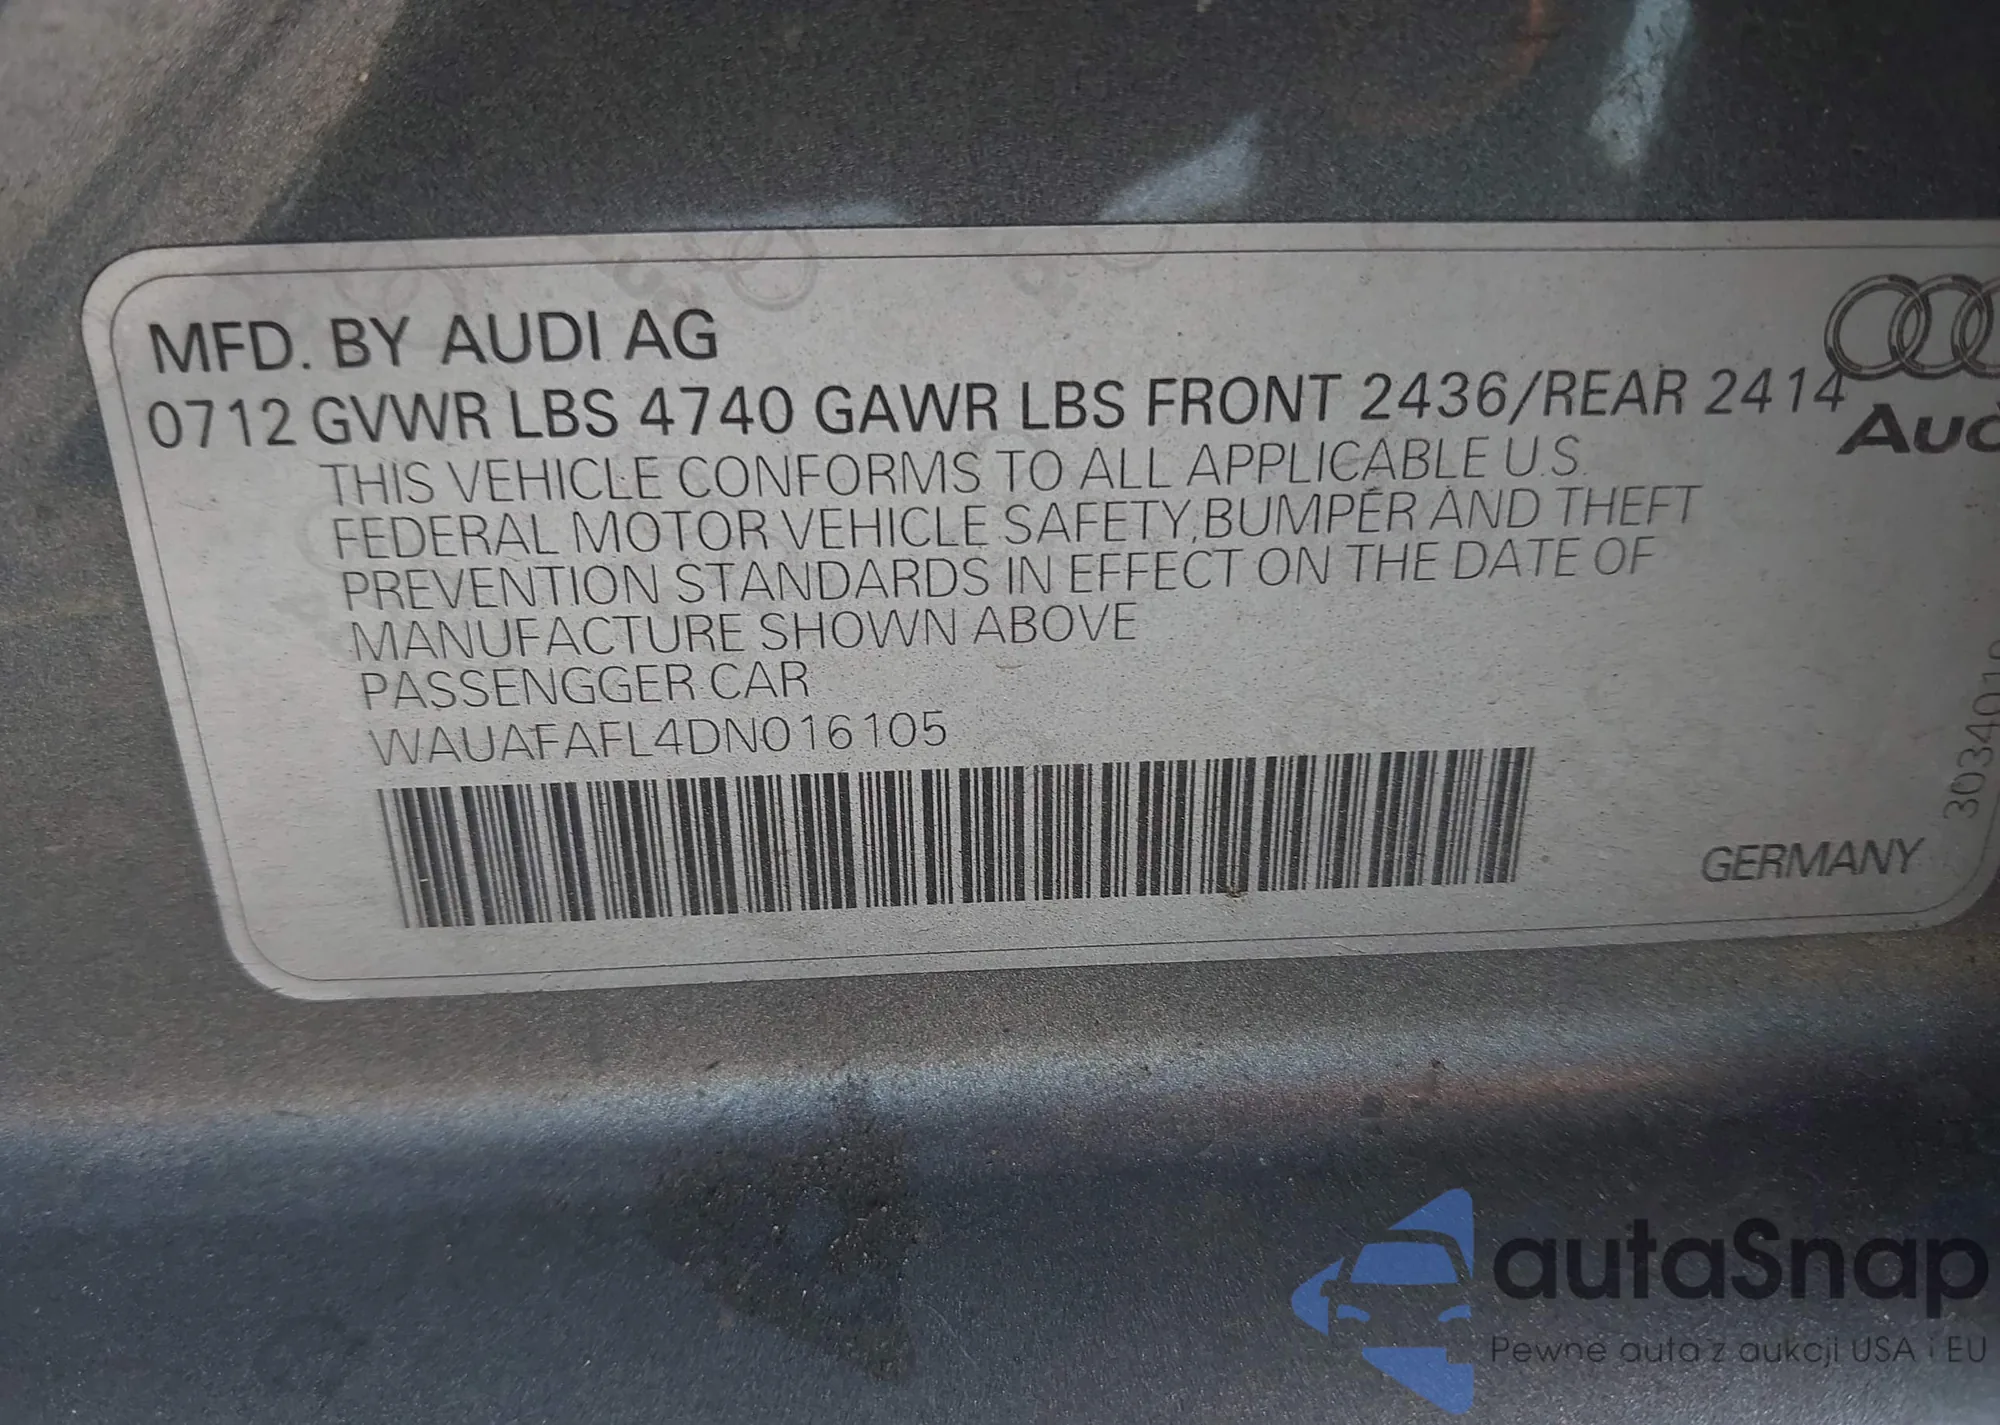 MFD. BY AUDI AG
0712 GVWR LBS 4740 GAWR LBS FRONT 2436/REAR 2414
THIS VEHICLE CONFORMS TO ALL APPLICABLE U.S.
FEDERAL MOTOR VEHICLE SAFETY,BUMPER AND THEFT
PREVENTION STANDARDS IN EFFECT ON THE DATE OF
MANUFACTURE SHOWN ABOVE
PASSENGGER CAR
WAUAFAFL4DN016105
Aud
GERMANY
autaSnap
Pewne auta z aukcji USA i EU